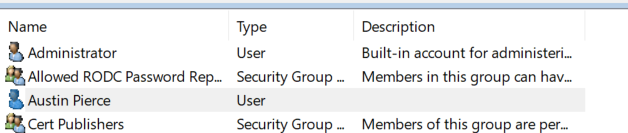 Name Type Description
Administrator User Built-in account for administeri...
Allowed RODC Password Rep... Security Group ... Members in this group can hav...
Austin Pierce User
Cert Publishers Security Group ... Members of this group are per...